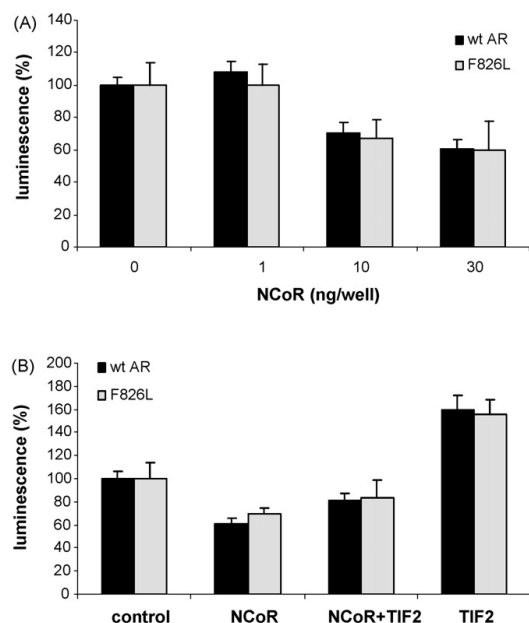 (A)
140
120
100
80
60
40
20
0
luminescence (%)
wt AR
F826L
0 1 10 30
NCoR (ng/well)
(B)
200
180
160
140
120
100
80
60
40
20
0
luminescence (%)
wt AR
F826L
control NCoR NCoR+TIF2 TIF2